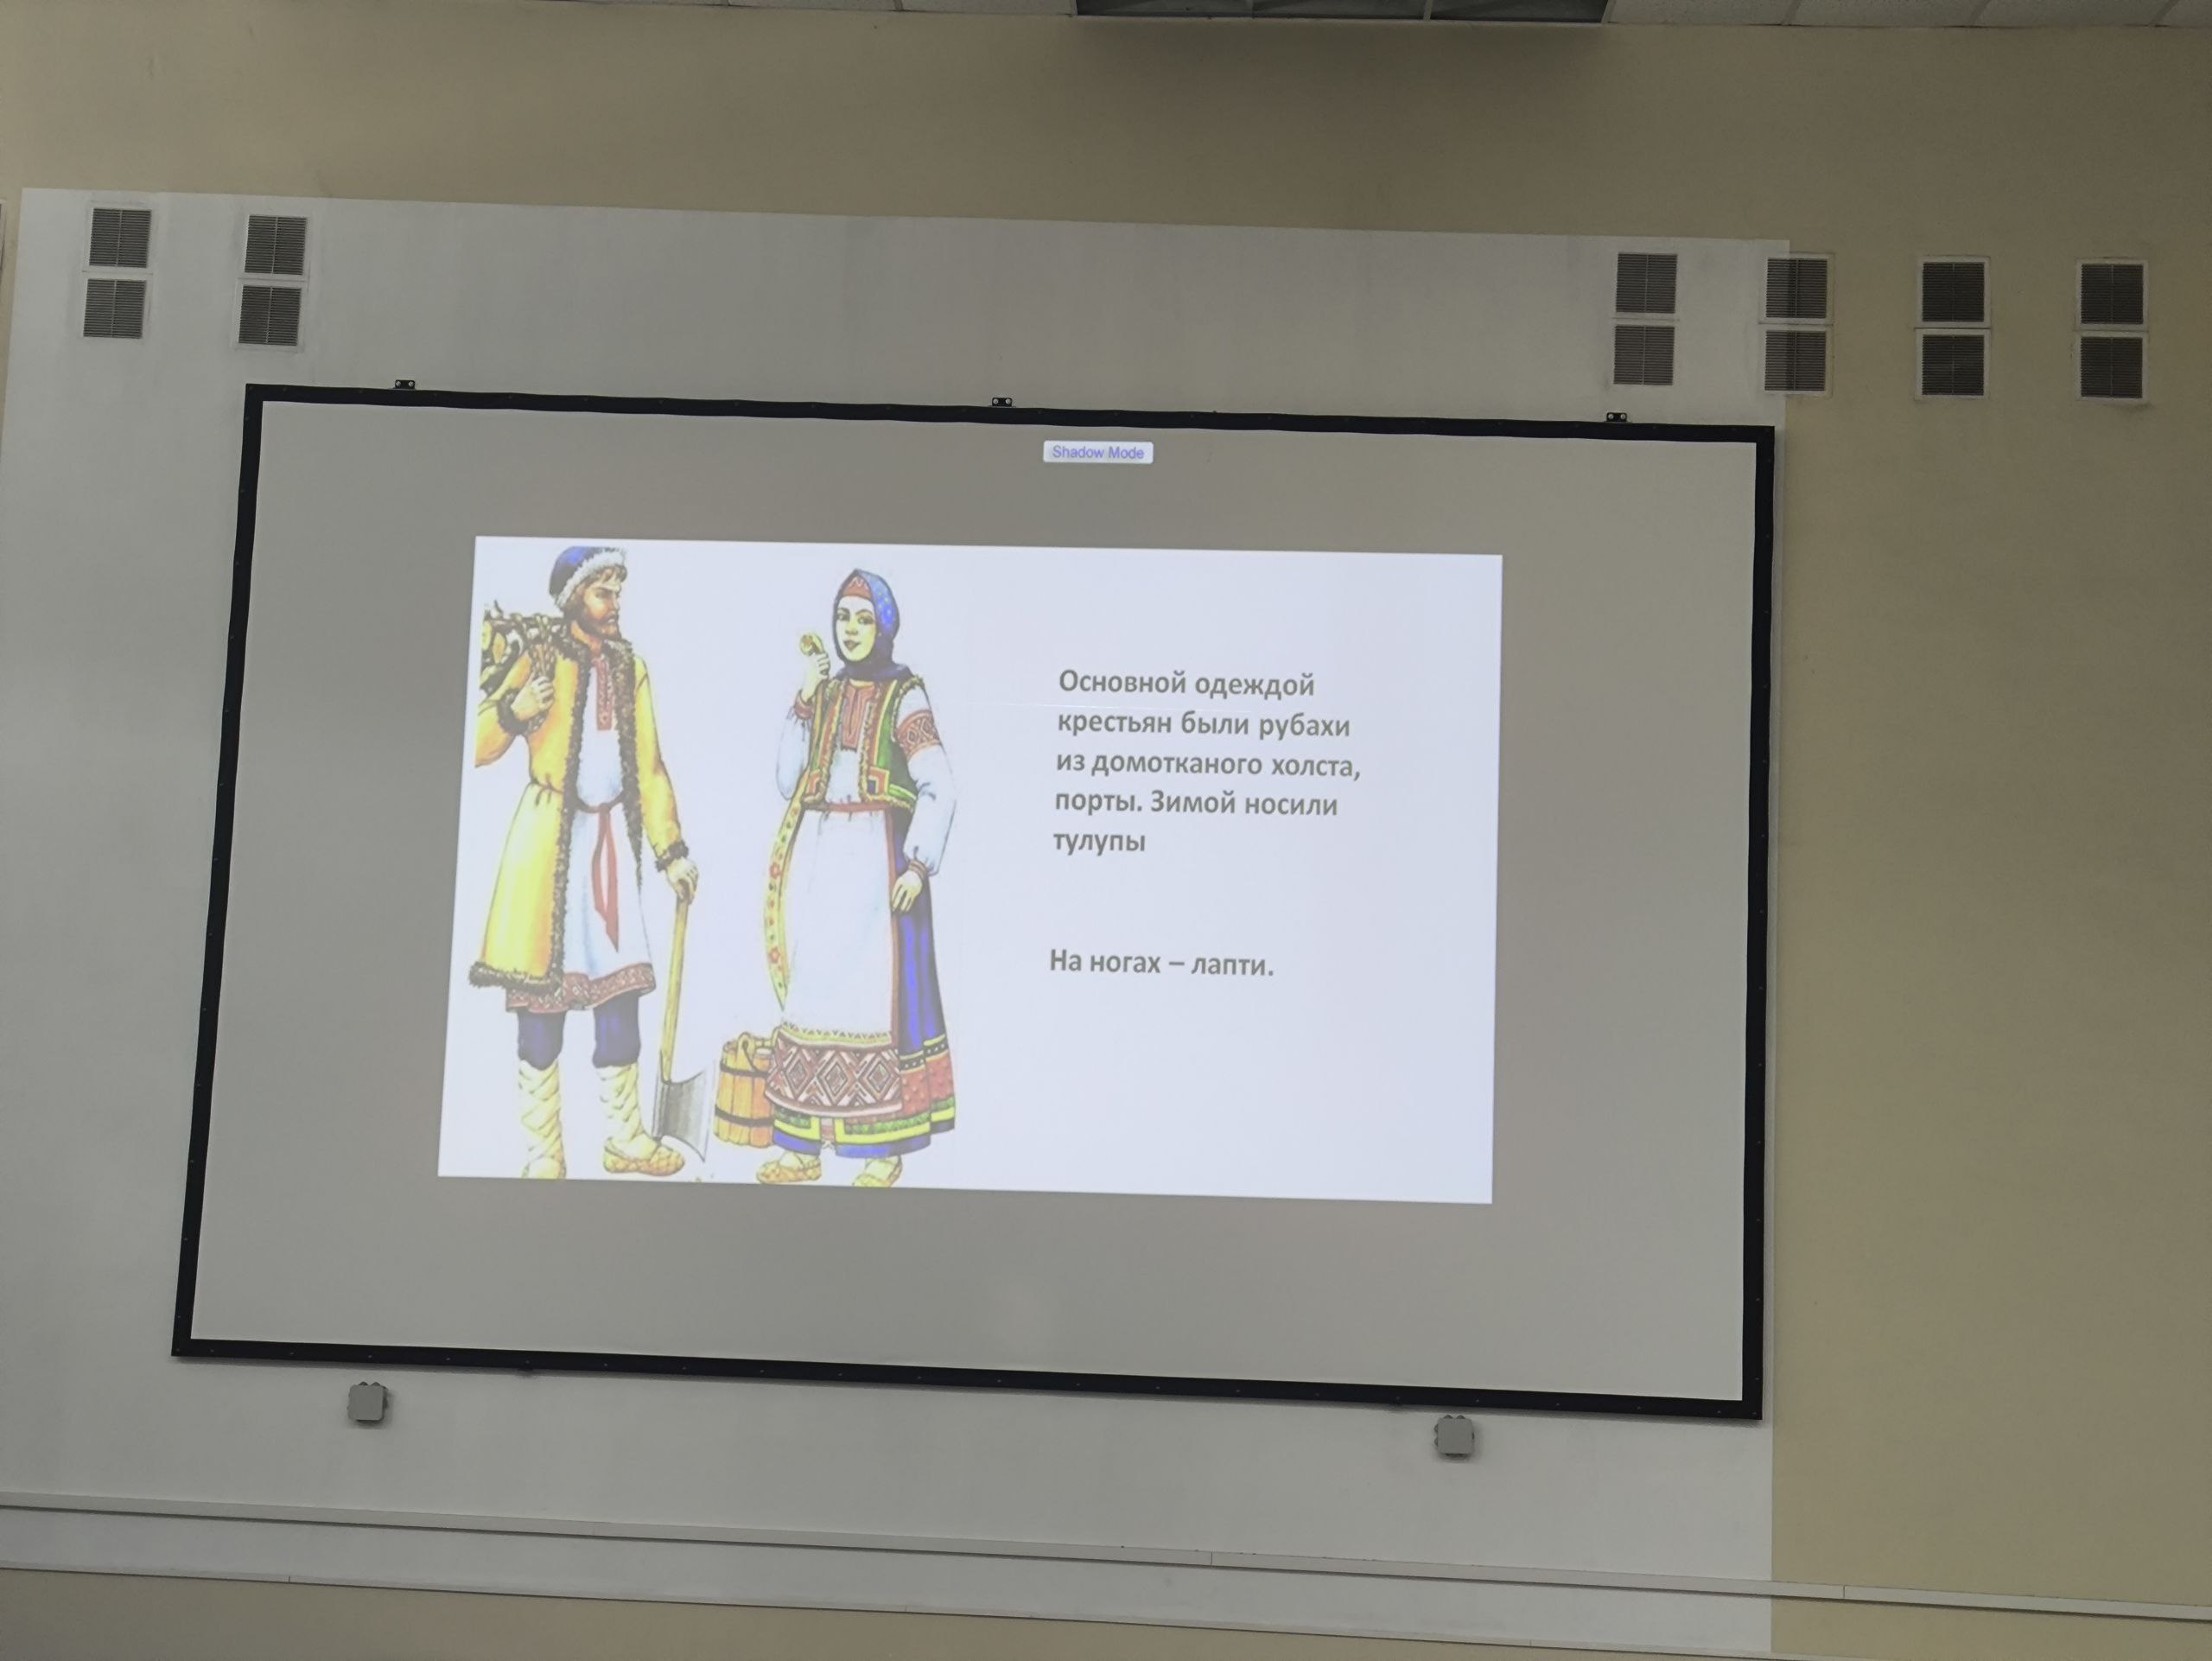 Shadow Mode
Основной одеждой
крестьян были рубахи
из домотканого холста,
порты. Зимой носили
тулупы
На ногах – лапти.